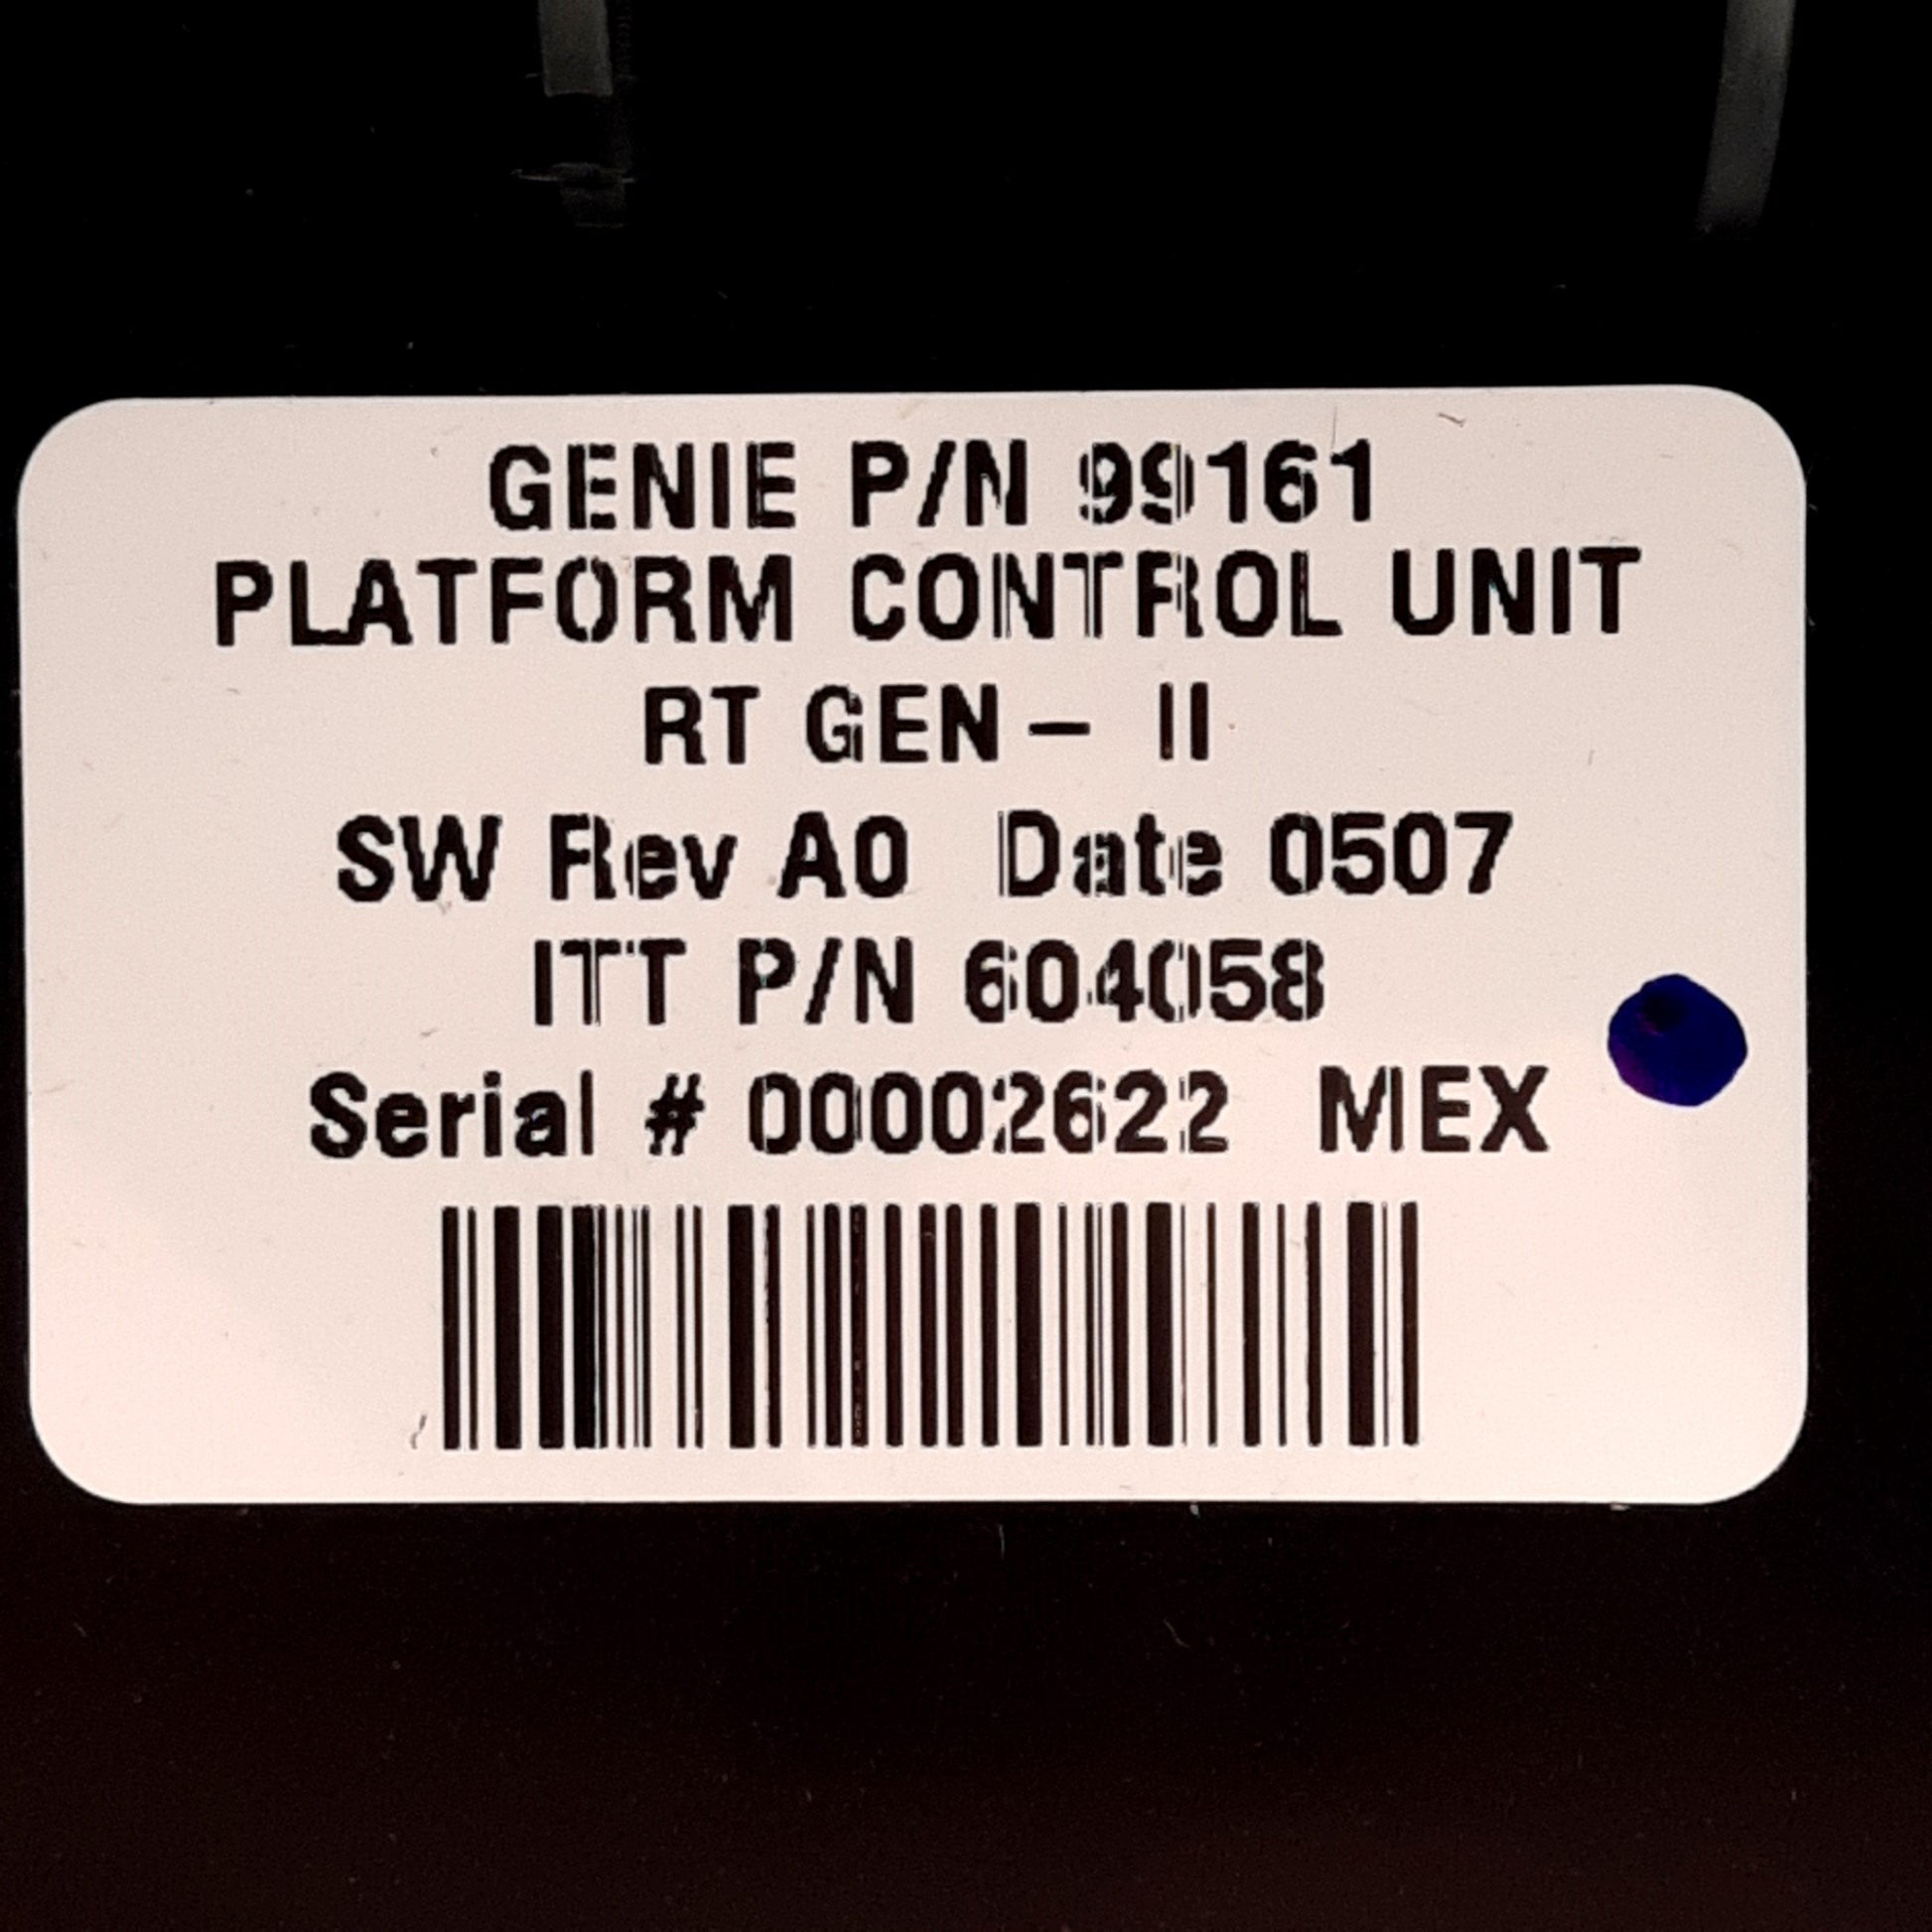 GENIE P/N 99161
PLATFORM CONTROL UNIT
RT GEN - II
SW Rev A0 Date 0507
ITT P/N 604058
Serial # 00002622 MEX